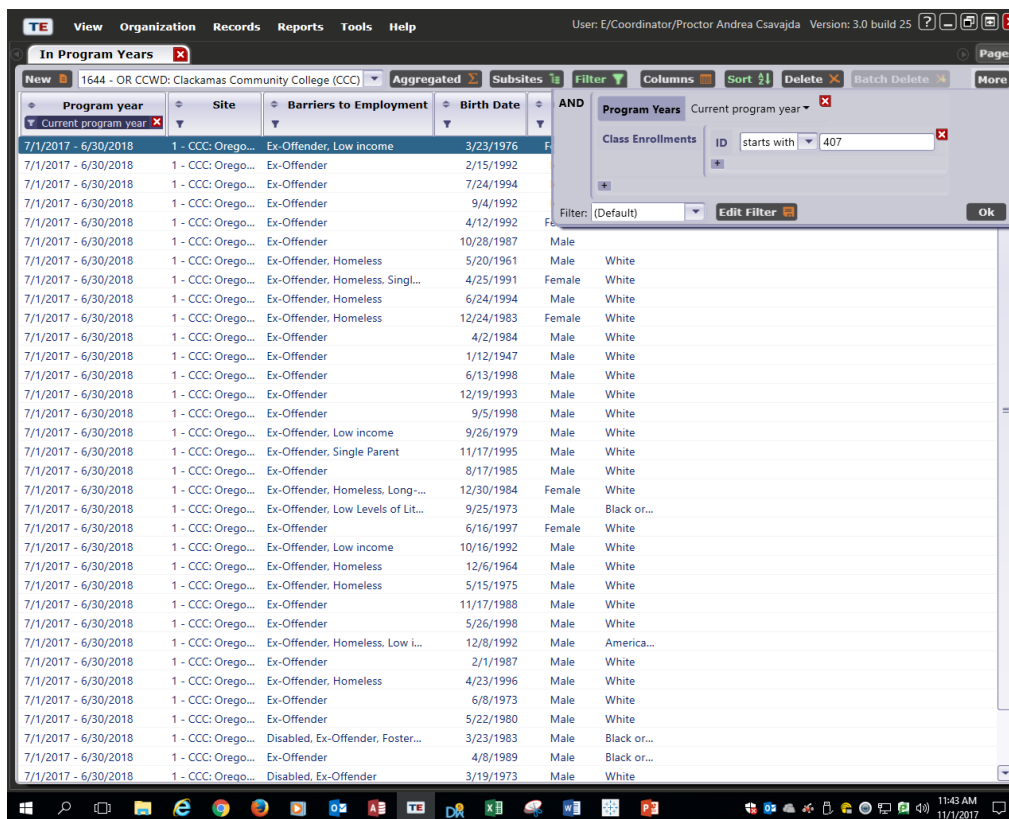 TE View Organization Records Reports Tools Help User: E/Coordinator/Proctor Andrea Csavajda Version: 3.0 build 25 ?
In Program Years Page
New 1644 - OR CCWD: Clackamas Community College (CCC) Aggregated Σ Subsites Filter Columns Sort Delete Batch Delete More
Program year Site Barriers to Employment Birth Date AND Program Years Current program year
Current program year
Class Enrollments ID starts with 407
Filter: (Default) Edit Filter Ok
7/1/2017 - 6/30/2018 1 - CCC: Orego... Ex-Offender, Low income 3/23/1976
7/1/2017 - 6/30/2018 1 - CCC: Orego... Ex-Offender 2/15/1992
7/1/2017 - 6/30/2018 1 - CCC: Orego... Ex-Offender 7/24/1994
7/1/2017 - 6/30/2018 1 - CCC: Orego... Ex-Offender 9/4/1992
7/1/2017 - 6/30/2018 1 - CCC: Orego... Ex-Offender 4/12/1992
7/1/2017 - 6/30/2018 1 - CCC: Orego... Ex-Offender 10/28/1987 Male
7/1/2017 - 6/30/2018 1 - CCC: Orego... Ex-Offender, Homeless 5/20/1961 Male White
7/1/2017 - 6/30/2018 1 - CCC: Orego... Ex-Offender, Homeless, Singl... 4/25/1991 Female White
7/1/2017 - 6/30/2018 1 - CCC: Orego... Ex-Offender, Homeless 6/24/1994 Male White
7/1/2017 - 6/30/2018 1 - CCC: Orego... Ex-Offender, Homeless 12/24/1983 Female White
7/1/2017 - 6/30/2018 1 - CCC: Orego... Ex-Offender 4/2/1984 Male White
7/1/2017 - 6/30/2018 1 - CCC: Orego... Ex-Offender 1/12/1947 Male White
7/1/2017 - 6/30/2018 1 - CCC: Orego... Ex-Offender 6/13/1998 Male White
7/1/2017 - 6/30/2018 1 - CCC: Orego... Ex-Offender 12/19/1993 Male White
7/1/2017 - 6/30/2018 1 - CCC: Orego... Ex-Offender 9/5/1998 Male White
7/1/2017 - 6/30/2018 1 - CCC: Orego... Ex-Offender, Low income 9/26/1979 Male White
7/1/2017 - 6/30/2018 1 - CCC: Orego... Ex-Offender, Single Parent 11/17/1995 Male White
7/1/2017 - 6/30/2018 1 - CCC: Orego... Ex-Offender 8/17/1985 Male White
7/1/2017 - 6/30/2018 1 - CCC: Orego... Ex-Offender, Homeless, Long-... 12/30/1984 Female White
7/1/2017 - 6/30/2018 1 - CCC: Orego... Ex-Offender, Low Levels of Lit... 9/25/1973 Male Black or...
7/1/2017 - 6/30/2018 1 - CCC: Orego... Ex-Offender 6/16/1997 Female White
7/1/2017 - 6/30/2018 1 - CCC: Orego... Ex-Offender, Low income 10/16/1992 Male White
7/1/2017 - 6/30/2018 1 - CCC: Orego... Ex-Offender, Homeless 12/6/1964 Male White
7/1/2017 - 6/30/2018 1 - CCC: Orego... Ex-Offender, Homeless 5/15/1975 Male White
7/1/2017 - 6/30/2018 1 - CCC: Orego... Ex-Offender 11/17/1988 Male White
7/1/2017 - 6/30/2018 1 - CCC: Orego... Ex-Offender 5/26/1998 Male White
7/1/2017 - 6/30/2018 1 - CCC: Orego... Ex-Offender, Homeless, Low i... 12/8/1992 Male America...
7/1/2017 - 6/30/2018 1 - CCC: Orego... Ex-Offender 2/1/1987 Male White
7/1/2017 - 6/30/2018 1 - CCC: Orego... Ex-Offender, Homeless 4/23/1996 Male White
7/1/2017 - 6/30/2018 1 - CCC: Orego... Ex-Offender 6/8/1973 Male White
7/1/2017 - 6/30/2018 1 - CCC: Orego... Ex-Offender 5/22/1980 Male White
7/1/2017 - 6/30/2018 1 - CCC: Orego... Disabled, Ex-Offender, Foster... 3/23/1983 Male Black or...
7/1/2017 - 6/30/2018 1 - CCC: Orego... Ex-Offender 4/8/1989 Male Black or...
7/1/2017 - 6/30/2018 1 - CCC: Orego... Disabled, Ex-Offender 3/19/1973 Male White
TE 11:43 AM
11/1/2017